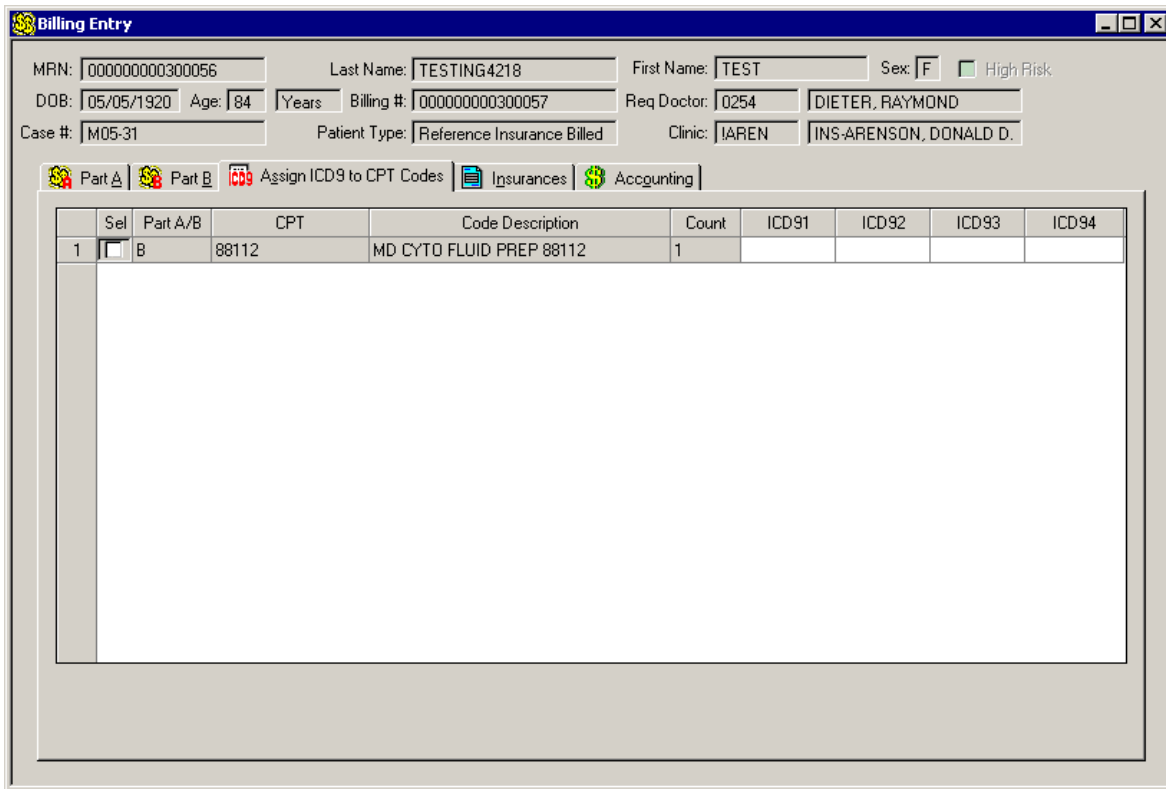 Billing Entry
MRN: 000000000300056 Last Name: TESTING4218 First Name: TEST Sex: F High Risk
DOB: 05/05/1920 Age: 84 Years Billing #: 000000000300057 Req Doctor: 0254 DIETER, RAYMOND
Case #: M05-31 Patient Type: Reference Insurance Billed Clinic: !AREN INS-ARENSON, DONALD D.
Part A Part B Assign ICD9 to CPT Codes Insurances Accounting
Sel Part A/B CPT Code Description Count ICD91 ICD92 ICD93 ICD94
1 B 88112 MD CYTO FLUID PREP 88112 1